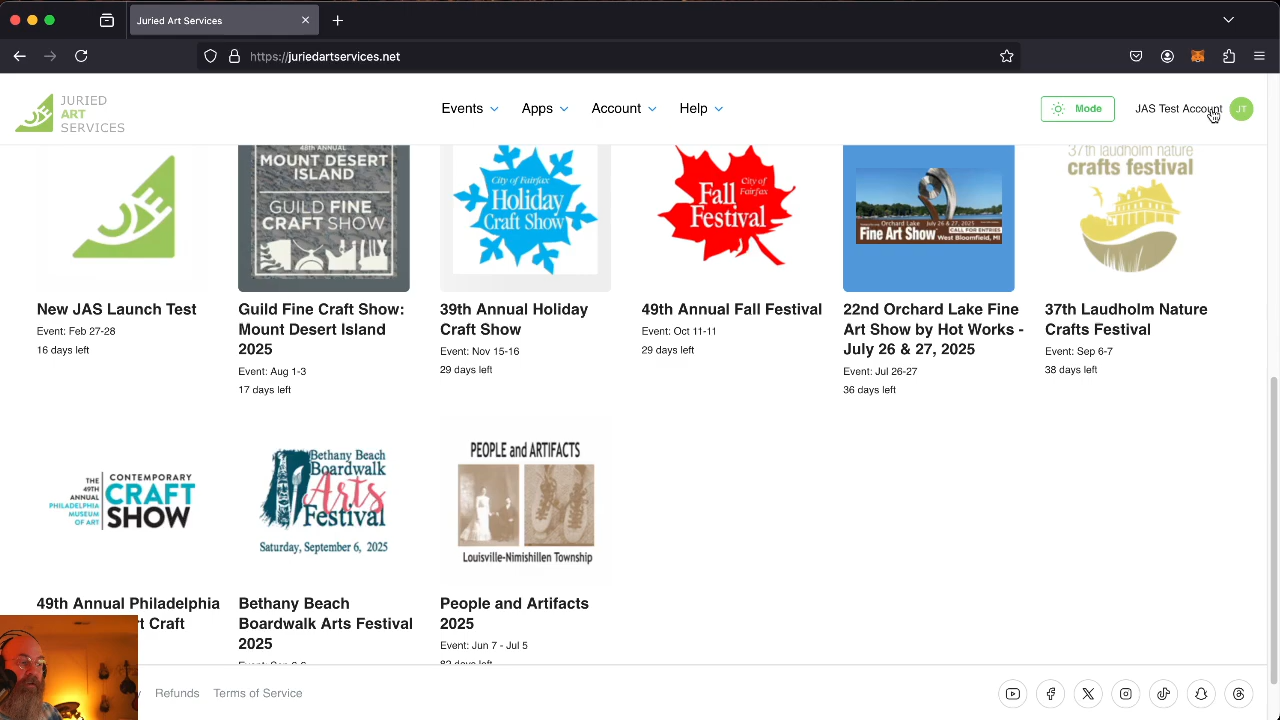 Juried Art Services
https://juriedartservices.net
JURIED
ART
SERVICES
Events
Apps
Account
Help
Mode
JAS Test Account
JT
48th ANNUAL
MOUNT DESERT
ISLAND
GUILD FINE
CRAFT SHOW
City of Fairfax
Holiday
Craft Show
Fall
Festival
City of
Fairfax
Orchard Lake July 26 & 27, 2025
Fine Art Show
CALL FOR ENTRIES
West Bloomfield, MI
37th laudholm nature
crafts festival
New JAS Launch Test
Event: Feb 27-28
16 days left
Guild Fine Craft Show:
Mount Desert Island
2025
Event: Aug 1-3
17 days left
39th Annual Holiday
Craft Show
Event: Nov 15-16
29 days left
49th Annual Fall Festival
Event: Oct 11-11
29 days left
22nd Orchard Lake Fine
Art Show by Hot Works -
July 26 & 27, 2025
Event: Jul 26-27
36 days left
37th Laudholm Nature
Crafts Festival
Event: Sep 6-7
38 days left
THE
49TH
ANNUAL
PHILADELPHIA
MUSEUM
OF ART
CONTEMPORARY
CRAFT
SHOW
Bethany Beach
Boardwalk
Arts
Festival
Saturday, September 6, 2025
PEOPLE and ARTIFACTS
Louisville-Nimishillen Township
49th Annual Philadelphia
Craft
Bethany Beach
Boardwalk Arts Festival
2025
People and Artifacts
2025
Event: Jun 7 - Jul 5
Refunds
Terms of Service